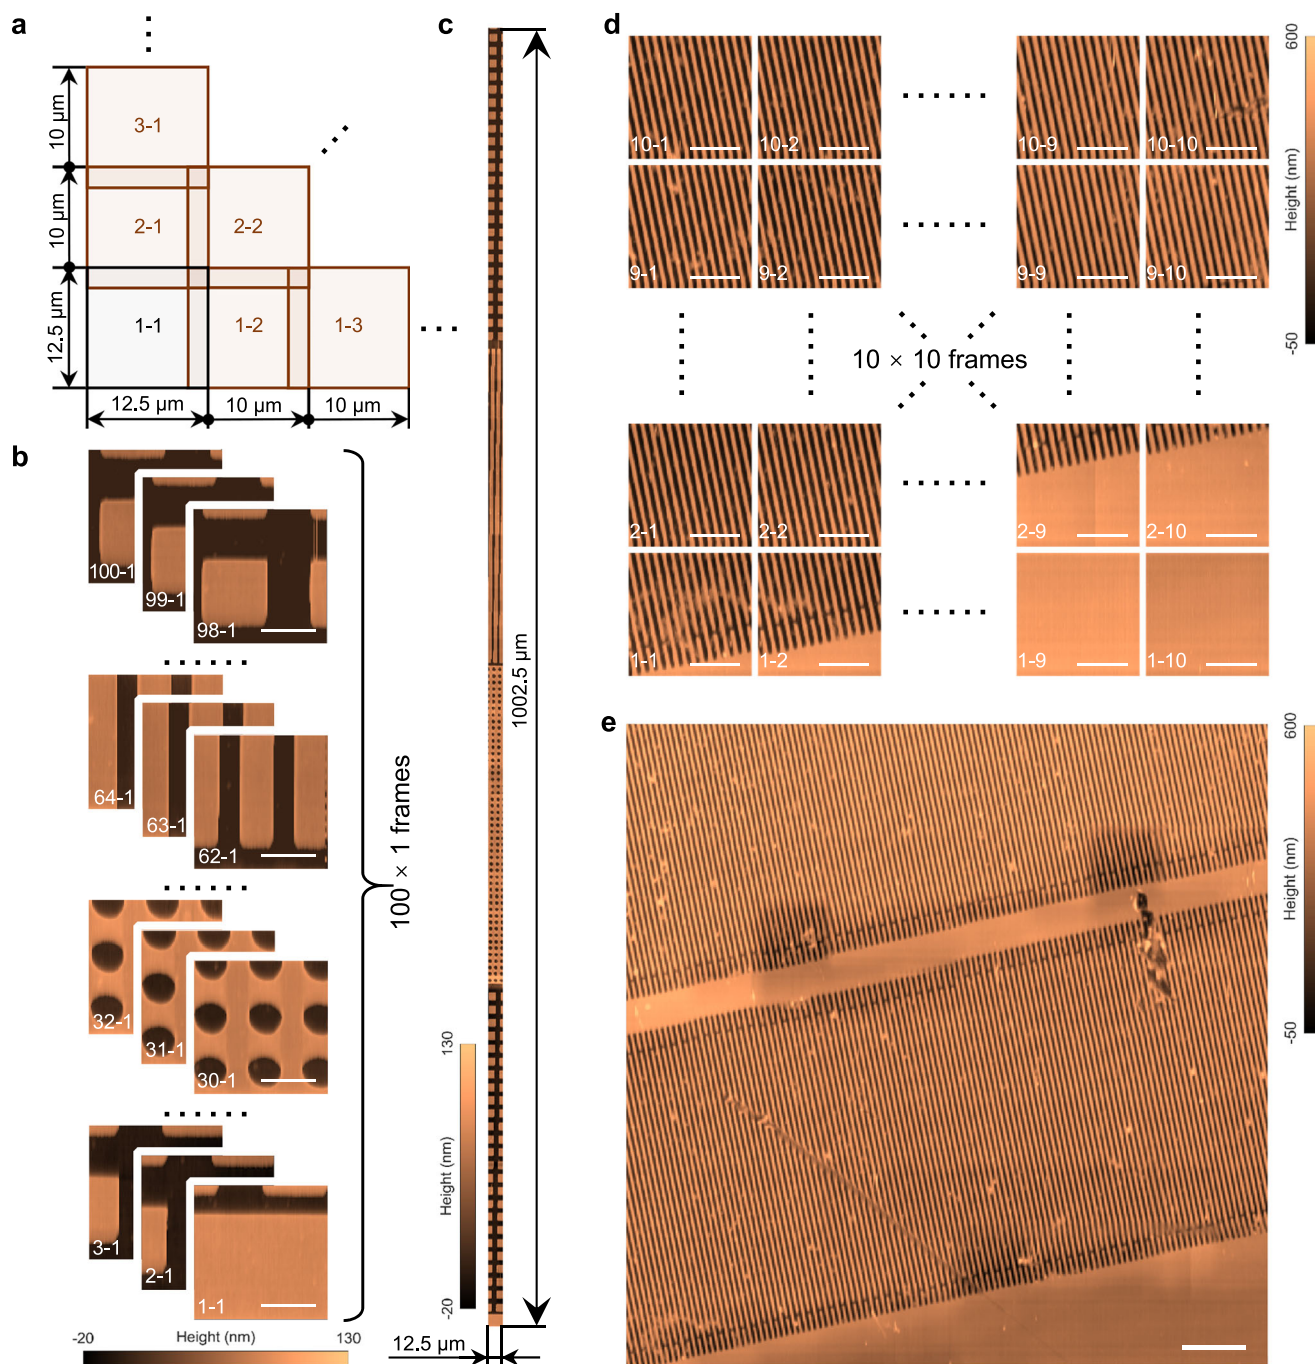 a
3-1
2-1
2-2
1-1
1-2
1-3
10 µm
10 µm
12.5 µm
12.5 µm
10 µm
10 µm
b
100-1
99-1
98-1
64-1
63-1
62-1
32-1
31-1
30-1
3-1
2-1
1-1
100 × 1 frames
-20
Height (nm)
130
c
1002.5 µm
130
Height (nm)
-20
12.5 µm
d
10-1
10-2
10-9
10-10
9-1
9-2
9-9
9-10
10 × 10 frames
2-1
2-2
2-9
2-10
1-1
1-2
1-9
1-10
600
Height (nm)
-50
e
600
Height (nm)
-50